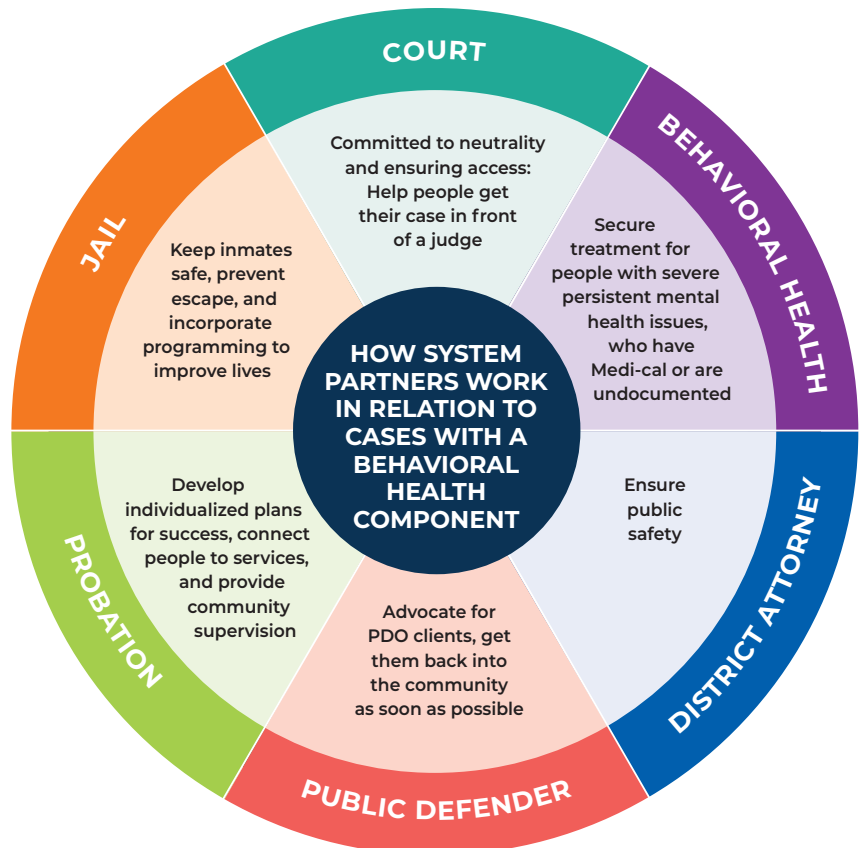 COURT
Committed to neutrality
and ensuring access:
Help people get
their case in front
of a judge
BEHAVIORAL HEALTH
Secure
treatment for
people with severe
persistent mental
health issues,
who have
Medi-cal or are
undocumented
DISTRICT ATTORNEY
Ensure
public
safety
PUBLIC DEFENDER
Advocate for
PDO clients, get
them back into
the community
as soon as possible
PROBATION
Develop
individualized plans
for success, connect
people to services,
and provide
community
supervision
JAIL
Keep inmates
safe, prevent
escape, and
incorporate
programming to
improve lives
HOW SYSTEM
PARTNERS WORK
IN RELATION TO
CASES WITH A
BEHAVIORAL
HEALTH
COMPONENT